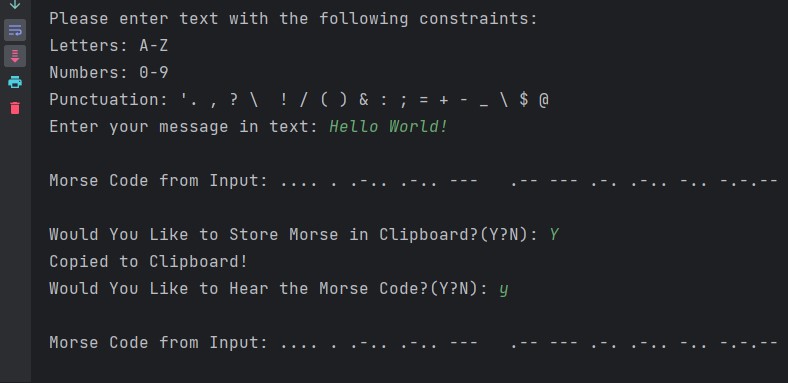 Please enter text with the following constraints:
Letters: A-Z
Numbers: 0-9
Punctuation: '. , ? \  ! / ( ) & : ; = + - _ \ $ @
Enter your message in text: Hello World!
Morse Code from Input: .... . .-.. .-.. ---   .-- --- .-. .-.. -.. -.-.--
Would You Like to Store Morse in Clipboard?(Y?N): Y
Copied to Clipboard!
Would You Like to Hear the Morse Code?(Y?N): y
Morse Code from Input: .... . .-.. .-.. ---   .-- --- .-. .-.. -.. -.-.--